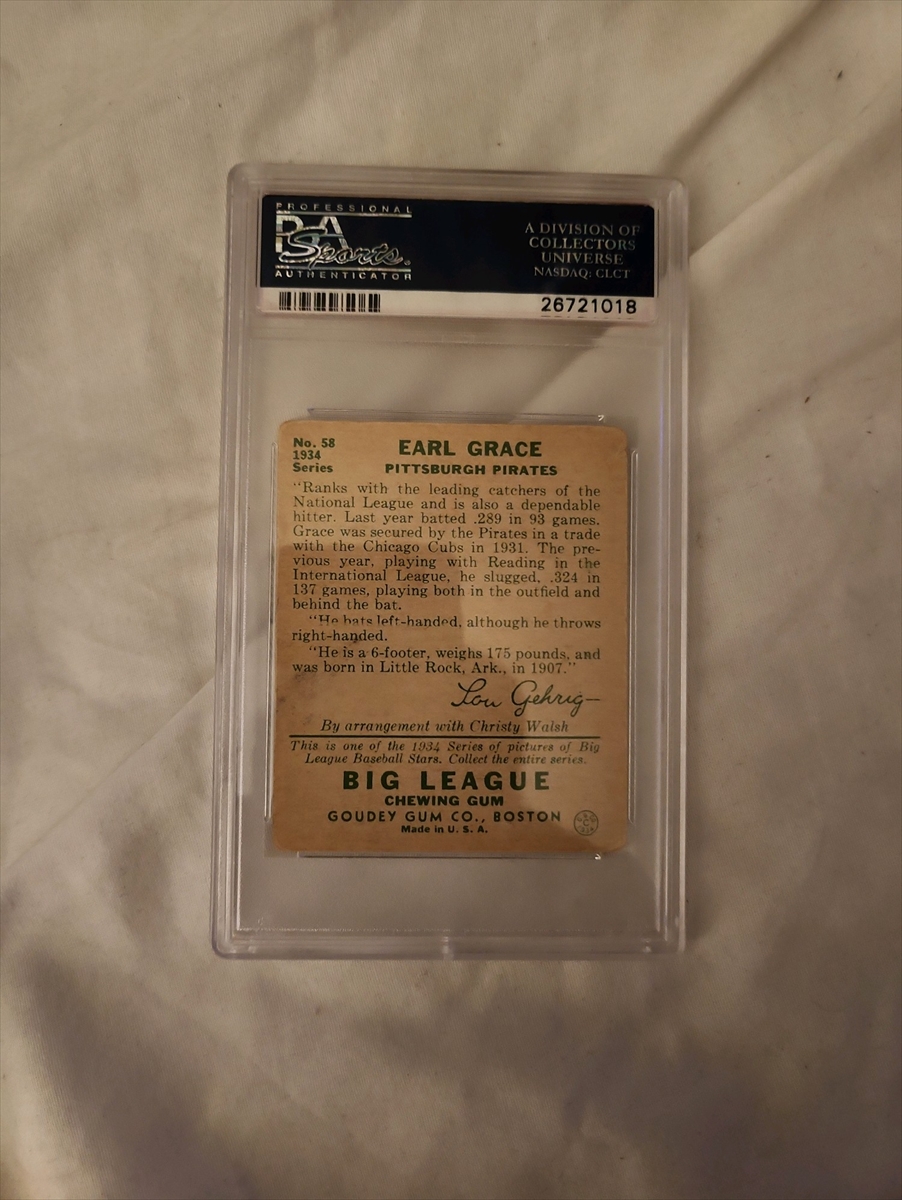 PROFESSIONAL
PSA
Sports
AUTHENTICATOR
A DIVISION OF
COLLECTORS
UNIVERSE
NASDAQ: CLCT
26721018
No. 58
1934
Series
EARL GRACE
PITTSBURGH PIRATES
"Ranks with the leading catchers of the
National League and is also a dependable
hitter. Last year batted .289 in 93 games.
Grace was secured by the Pirates in a trade
with the Chicago Cubs in 1931. The pre-
vious year, playing with Reading in the
International League, he slugged, .324 in
137 games, playing both in the outfield and
behind the bat.
"He bats left-handed, although he throws
right-handed.
"He is a 6-footer, weighs 175 pounds, and
was born in Little Rock, Ark., in 1907."
Lou Gehrig
By arrangement with Christy Walsh
This is one of the 1934 Series of pictures of Big
League Baseball Stars. Collect the entire series.
BIG LEAGUE
CHEWING GUM
GOUDEY GUM CO., BOSTON
Made in U. S. A.